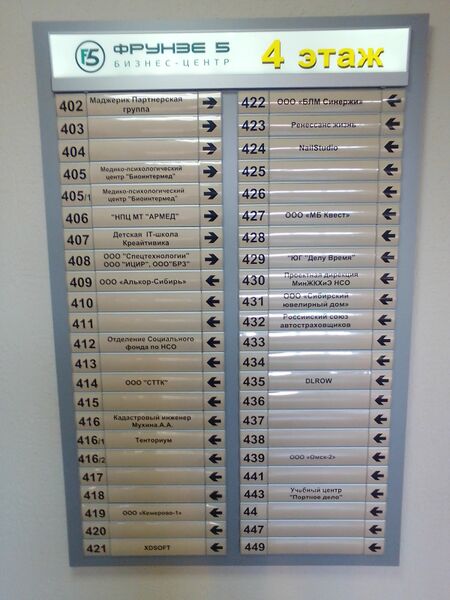 F5 ФРУНЗЕ 5
БИЗНЕС-ЦЕНТР
4 этаж
402 Маджерик Партнерская
группа →
403 →
404 →
405 Медико-психологический
центр "Биоинтермед" →
405/1 Медико-психологический
центр "Биоинтермед" →
406 "НПЦ МТ "АРМЕД" →
407 Детская IT-школа
Креайтивика →
408 ООО "Спецтехнологии"
ООО "ИЦИР", ООО"БРЗ" →
409 ООО «Алькор-Сибирь» ←
410 ←
411 ←
412 Отделение Социального
фонда по НСО ←
413 ←
414 ООО "СТТК" ←
415 ←
416 Кадастровый инженер
Мухина.А.А. ←
416/1 Тенториум ←
416/2 ←
417 ←
418 ←
419 ООО «Кемерово-1» ←
420 ←
421 XDSOFT ←
422 ООО «БЛМ Синержи» ←
423 Ренессанс жизнь ←
424 NailStudio ←
425 ←
426 ←
427 ООО «МБ Квест» ←
428 ←
429 "ЮГ "Делу Время" ←
430 Проектная дирекция
МинЖКХиЭ НСО ←
431 ООО «Сибирский
ювелирный дом» ←
432 Российский союз
автостраховщиков ←
433 ←
434 ←
435 DLROW ←
436 ←
437 ←
438 ←
439 ООО «Омск-2» ←
441 ←
443 Учебный центр
"Портное дело" ←
44 ←
447 ←
449 ←